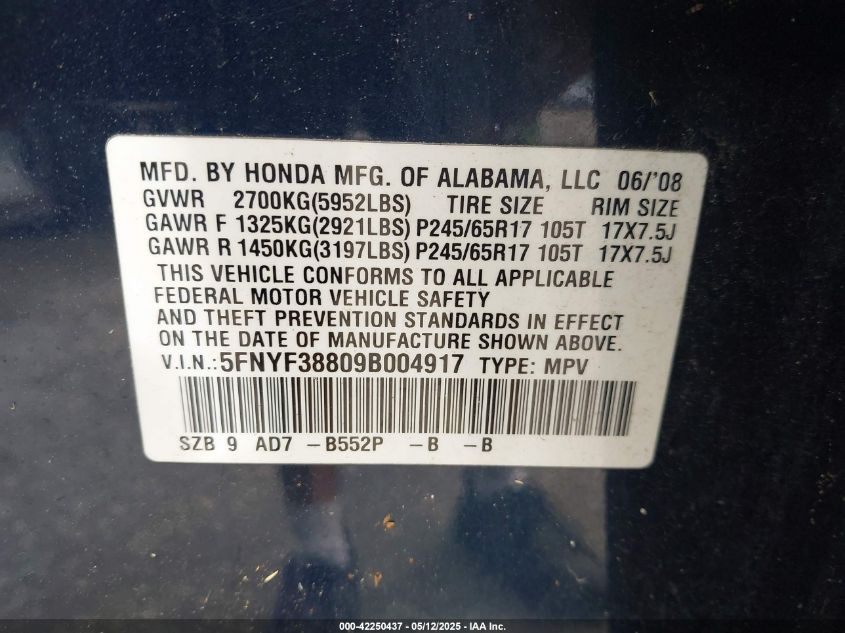 MFD. BY HONDA MFG. OF ALABAMA, LLC 06/'08
GVWR 2700KG(5952LBS) TIRE SIZE RIM SIZE
GAWR F 1325KG(2921LBS) P245/65R17 105T 17X7.5J
GAWR R 1450KG(3197LBS) P245/65R17 105T 17X7.5J
THIS VEHICLE CONFORMS TO ALL APPLICABLE
FEDERAL MOTOR VEHICLE SAFETY
AND THEFT PREVENTION STANDARDS IN EFFECT
ON THE DATE OF MANUFACTURE SHOWN ABOVE.
V.I.N.:5FNYF38809B004917 TYPE: MPV
SZB 9 AD7 -B552P -B -B
000-42250437 - 05/12/2025 - IAA Inc.